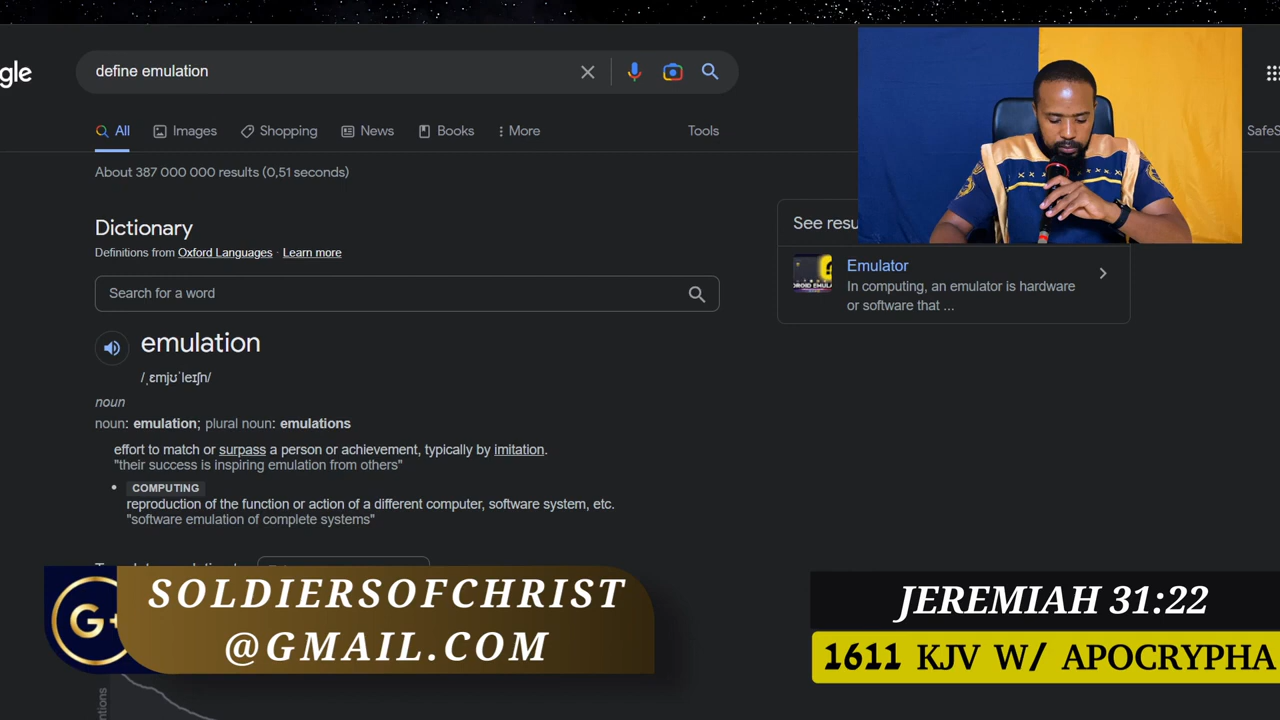 gle
define emulation
All
Images
Shopping
News
Books
More
Tools
SafeS
About 387 000 000 results (0,51 seconds)
Dictionary
Definitions from Oxford Languages · Learn more
Search for a word
emulation
/ˌɛmjʊˈleɪʃn/
noun
noun: emulation; plural noun: emulations
effort to match or surpass a person or achievement, typically by imitation.
"their success is inspiring emulation from others"
COMPUTING
reproduction of the function or action of a different computer, software system, etc.
"software emulation of complete systems"
See resu
Emulator
In computing, an emulator is hardware
or software that ...
G+
SOLDIERSOFCHRIST
@GMAIL.COM
JEREMIAH 31:22
1611 KJV W/ APOCRYPHA